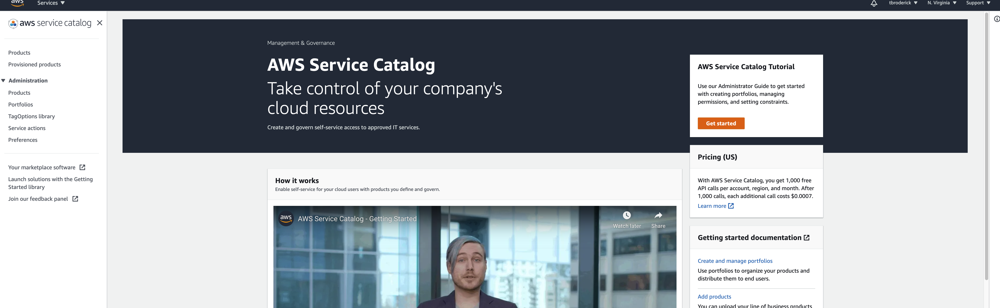 aws
Services
tbroderick
N. Virginia
Support
aws service catalog
Products
Provisioned products
Administration
Products
Portfolios
TagOptions library
Service actions
Preferences
Your marketplace software
Launch solutions with the Getting
Started library
Join our feedback panel
Management & Governance
AWS Service Catalog
Take control of your company's
cloud resources
Create and govern self-service access to approved IT services.
AWS Service Catalog Tutorial
Use our Administrator Guide to get started
with creating portfolios, managing
permissions, and setting constraints.
Get started
Pricing (US)
With AWS Service Catalog, you get 1,000 free
API calls per account, region, and month. After
1,000 calls, each additional call costs $0.0007.
Learn more
How it works
Enable self-service for your cloud users with products you define and govern.
aws
AWS Service Catalog - Getting Started
Watch later
Share
Getting started documentation
Create and manage portfolios
Use portfolios to organize your products and
distribute them to end users.
Add products
You can upload your line of business products